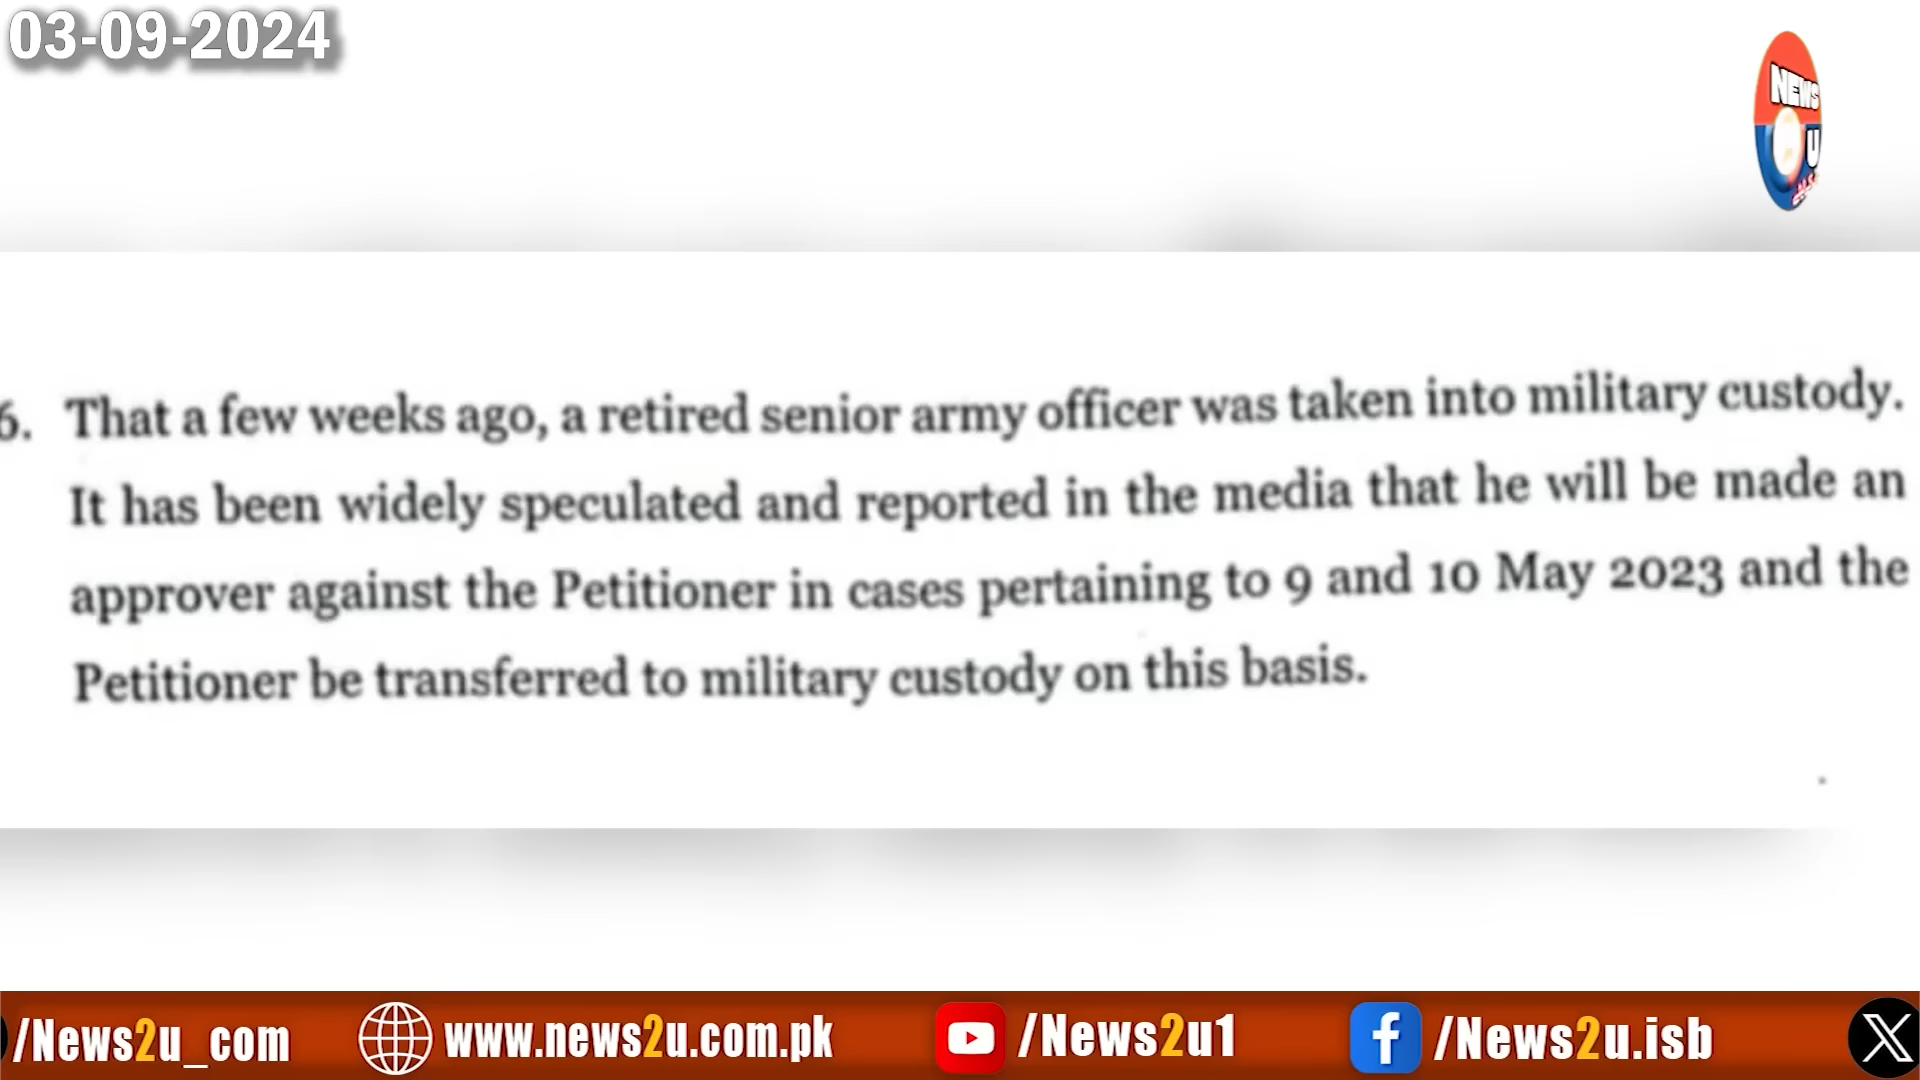 03-09-2024
NEWS
U
6. That a few weeks ago, a retired senior army officer was taken into military custody.
It has been widely speculated and reported in the media that he will be made an
approver against the Petitioner in cases pertaining to 9 and 10 May 2023 and the
Petitioner be transferred to military custody on this basis.
/News2u_com www.news2u.com.pk /News2u1 /News2u.isb